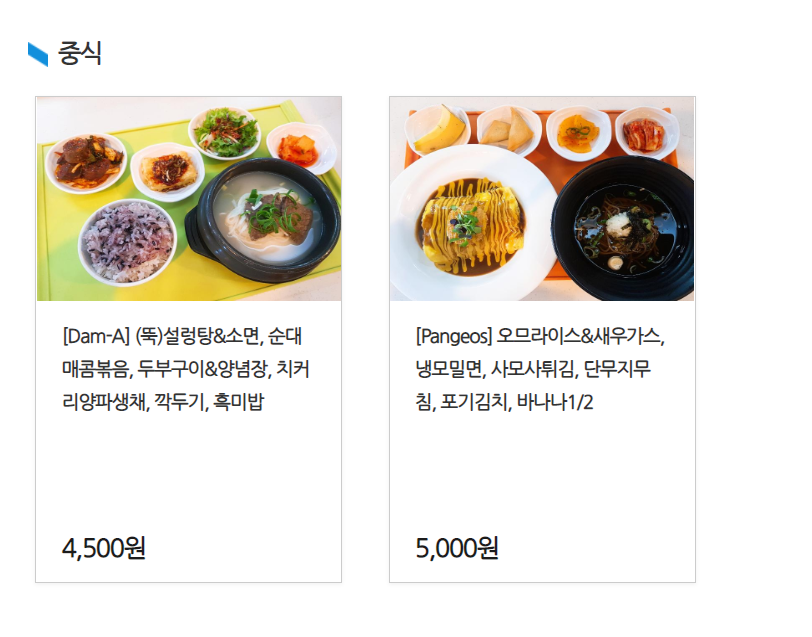 중식
[Dam-A] (뚝)설렁탕&소면, 순대
매콤볶음, 두부구이&양념장, 치커
리양파생채, 깍두기, 흑미밥
4,500원
[Pangeos] 오므라이스&새우가스,
냉모밀면, 사모사튀김, 단무지무
침, 포기김치, 바나나1/2
5,000원